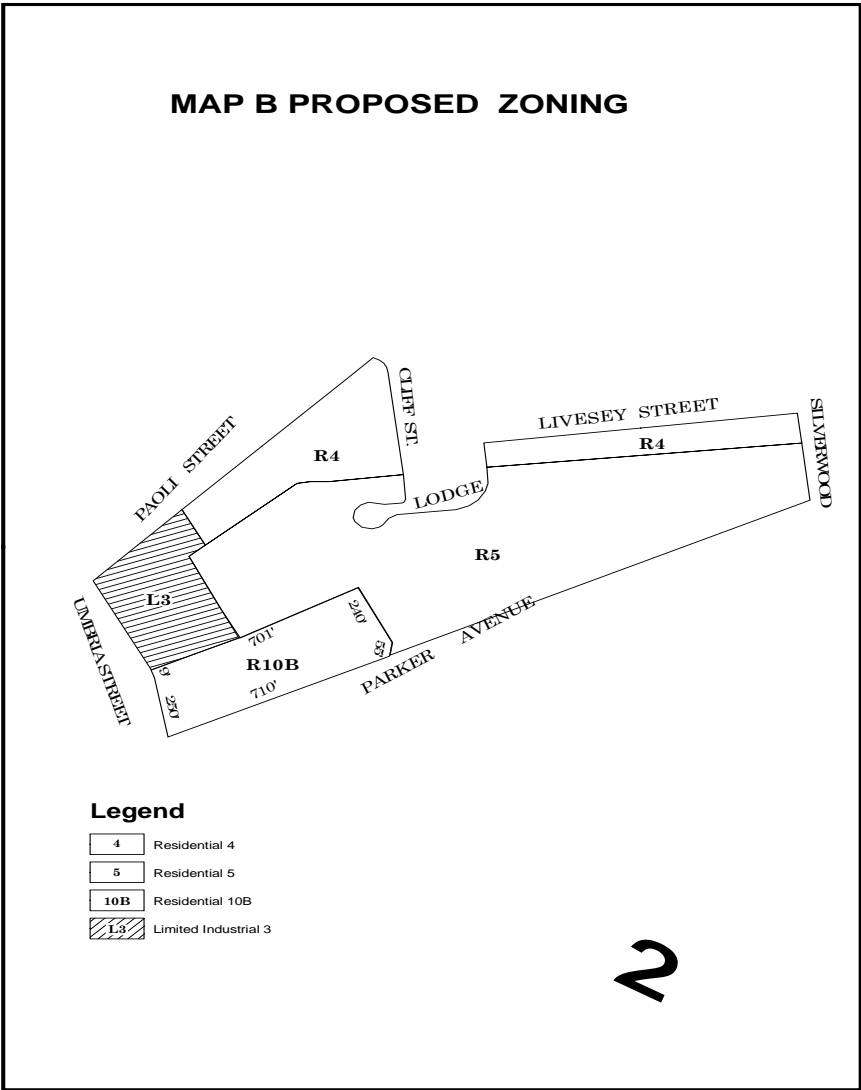 MAP B PROPOSED ZONING
PAOLI STREET
CLIFF ST.
LIVESEY STREET
SILVERWOOD
R4
R4
LODGE
R5
L3
UMBRIA STREET
701'
240'
55'
R10B
9'
250'
710'
PARKER AVENUE
Legend
4 Residential 4
5 Residential 5
10B Residential 10B
L3 Limited Industrial 3
2